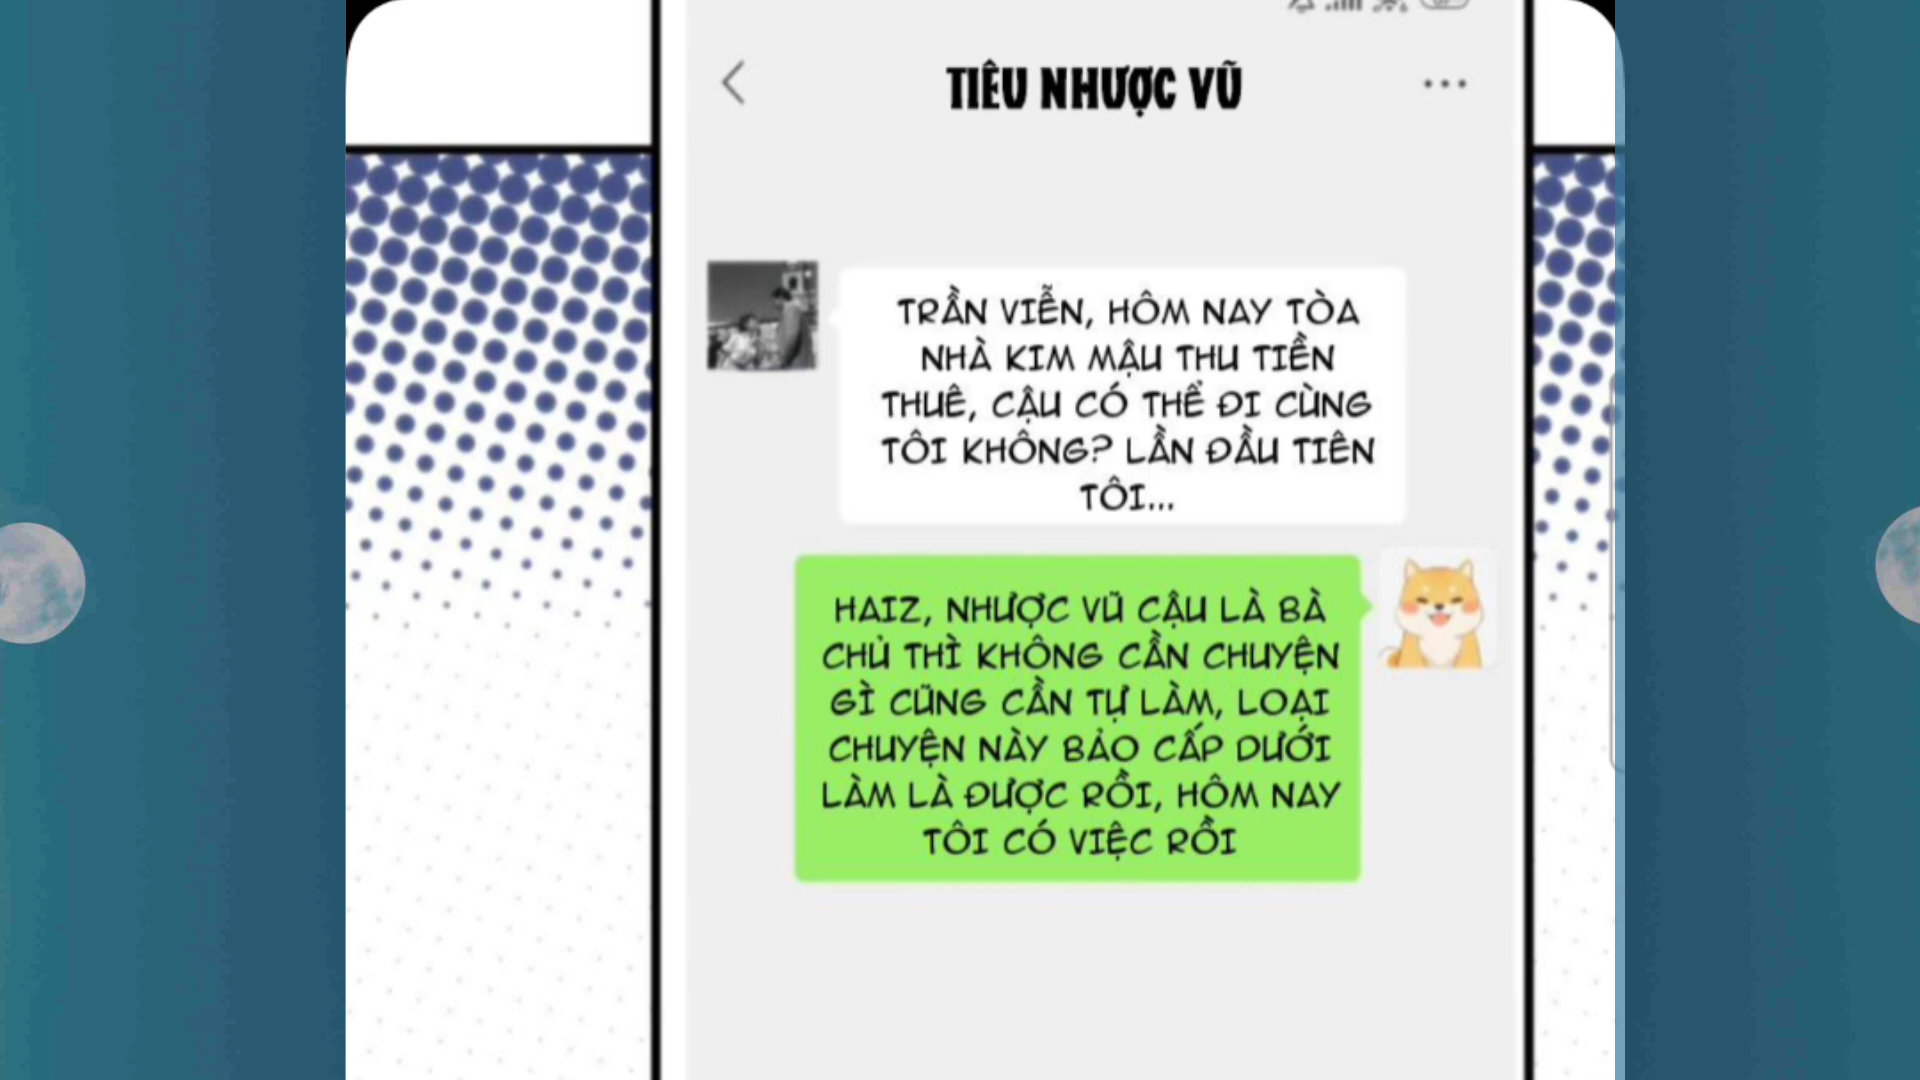 TIÊU NHƯỢC VŨ
TRẦN VIỄN, HÔM NAY TÒA
NHÀ KIM MẬU THU TIỀN
THUÊ, CẬU CÓ THỂ ĐI CÙNG
TÔI KHÔNG? LẦN ĐẦU TIÊN
TÔI...
HAIZ, NHƯỢC VŨ CẬU LÀ BÀ
CHỦ THÌ KHÔNG CẦN CHUYỆN
GÌ CŨNG CẦN TỰ LÀM, LOẠI
CHUYỆN NÀY BẢO CẤP DƯỚI
LÀM LÀ ĐƯỢC RỒI, HÔM NAY
TÔI CÓ VIỆC RỒI